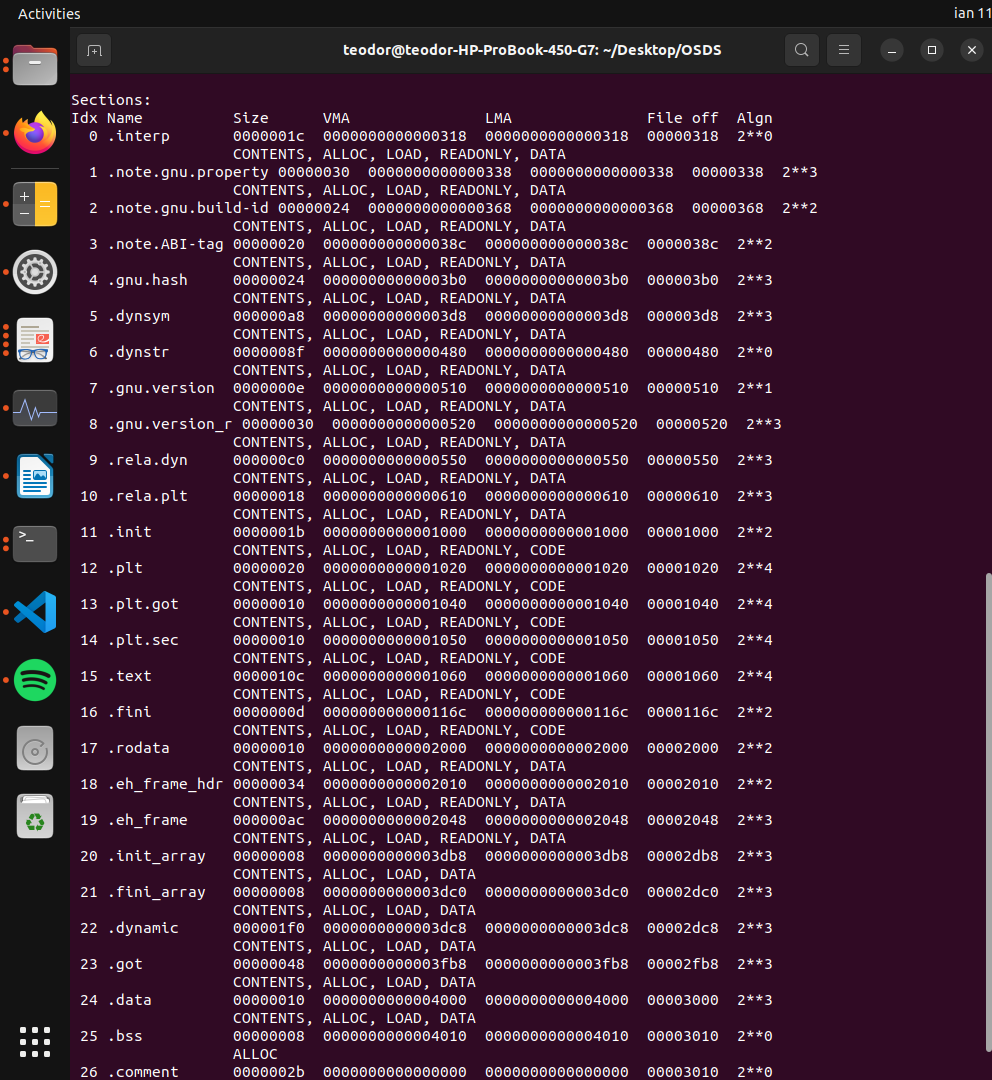 Activities
ian 11
teodor@teodor-HP-ProBook-450-G7: ~/Desktop/OSDS
Sections:
Idx Name          Size      VMA               LMA               File off  Algn
  0 .interp       0000001c  0000000000000318  0000000000000318  00000318  2**0
                  CONTENTS, ALLOC, LOAD, READONLY, DATA
  1 .note.gnu.property 00000030  0000000000000338  0000000000000338  00000338  2**3
                  CONTENTS, ALLOC, LOAD, READONLY, DATA
  2 .note.gnu.build-id 00000024  0000000000000368  0000000000000368  00000368  2**2
                  CONTENTS, ALLOC, LOAD, READONLY, DATA
  3 .note.ABI-tag 00000020  000000000000038c  000000000000038c  0000038c  2**2
                  CONTENTS, ALLOC, LOAD, READONLY, DATA
  4 .gnu.hash     00000024  00000000000003b0  00000000000003b0  000003b0  2**3
                  CONTENTS, ALLOC, LOAD, READONLY, DATA
  5 .dynsym       000000a8  00000000000003d8  00000000000003d8  000003d8  2**3
                  CONTENTS, ALLOC, LOAD, READONLY, DATA
  6 .dynstr       0000008f  0000000000000480  0000000000000480  00000480  2**0
                  CONTENTS, ALLOC, LOAD, READONLY, DATA
  7 .gnu.version  0000000e  0000000000000510  0000000000000510  00000510  2**1
                  CONTENTS, ALLOC, LOAD, READONLY, DATA
  8 .gnu.version_r 00000030  0000000000000520  0000000000000520  00000520  2**3
                  CONTENTS, ALLOC, LOAD, READONLY, DATA
  9 .rela.dyn     000000c0  0000000000000550  0000000000000550  00000550  2**3
                  CONTENTS, ALLOC, LOAD, READONLY, DATA
 10 .rela.plt     00000018  0000000000000610  0000000000000610  00000610  2**3
                  CONTENTS, ALLOC, LOAD, READONLY, DATA
 11 .init         0000001b  0000000000001000  0000000000001000  00001000  2**2
                  CONTENTS, ALLOC, LOAD, READONLY, CODE
 12 .plt          00000020  0000000000001020  0000000000001020  00001020  2**4
                  CONTENTS, ALLOC, LOAD, READONLY, CODE
 13 .plt.got      00000010  0000000000001040  0000000000001040  00001040  2**4
                  CONTENTS, ALLOC, LOAD, READONLY, CODE
 14 .plt.sec      00000010  0000000000001050  0000000000001050  00001050  2**4
                  CONTENTS, ALLOC, LOAD, READONLY, CODE
 15 .text         0000010c  0000000000001060  0000000000001060  00001060  2**4
                  CONTENTS, ALLOC, LOAD, READONLY, CODE
 16 .fini         0000000d  000000000000116c  000000000000116c  0000116c  2**2
                  CONTENTS, ALLOC, LOAD, READONLY, CODE
 17 .rodata       00000010  0000000000002000  0000000000002000  00002000  2**2
                  CONTENTS, ALLOC, LOAD, READONLY, DATA
 18 .eh_frame_hdr 00000034  0000000000002010  0000000000002010  00002010  2**2
                  CONTENTS, ALLOC, LOAD, READONLY, DATA
 19 .eh_frame     000000ac  0000000000002048  0000000000002048  00002048  2**3
                  CONTENTS, ALLOC, LOAD, READONLY, DATA
 20 .init_array   00000008  0000000000003db8  0000000000003db8  00002db8  2**3
                  CONTENTS, ALLOC, LOAD, DATA
 21 .fini_array   00000008  0000000000003dc0  0000000000003dc0  00002dc0  2**3
                  CONTENTS, ALLOC, LOAD, DATA
 22 .dynamic      000001f0  0000000000003dc8  0000000000003dc8  00002dc8  2**3
                  CONTENTS, ALLOC, LOAD, DATA
 23 .got          00000048  0000000000003fb8  0000000000003fb8  00002fb8  2**3
                  CONTENTS, ALLOC, LOAD, DATA
 24 .data         00000010  0000000000004000  0000000000004000  00003000  2**3
                  CONTENTS, ALLOC, LOAD, DATA
 25 .bss          00000008  0000000000004010  0000000000004010  00003010  2**0
                  ALLOC
 26 .comment      0000002b  0000000000000000  0000000000000000  00003010  2**0